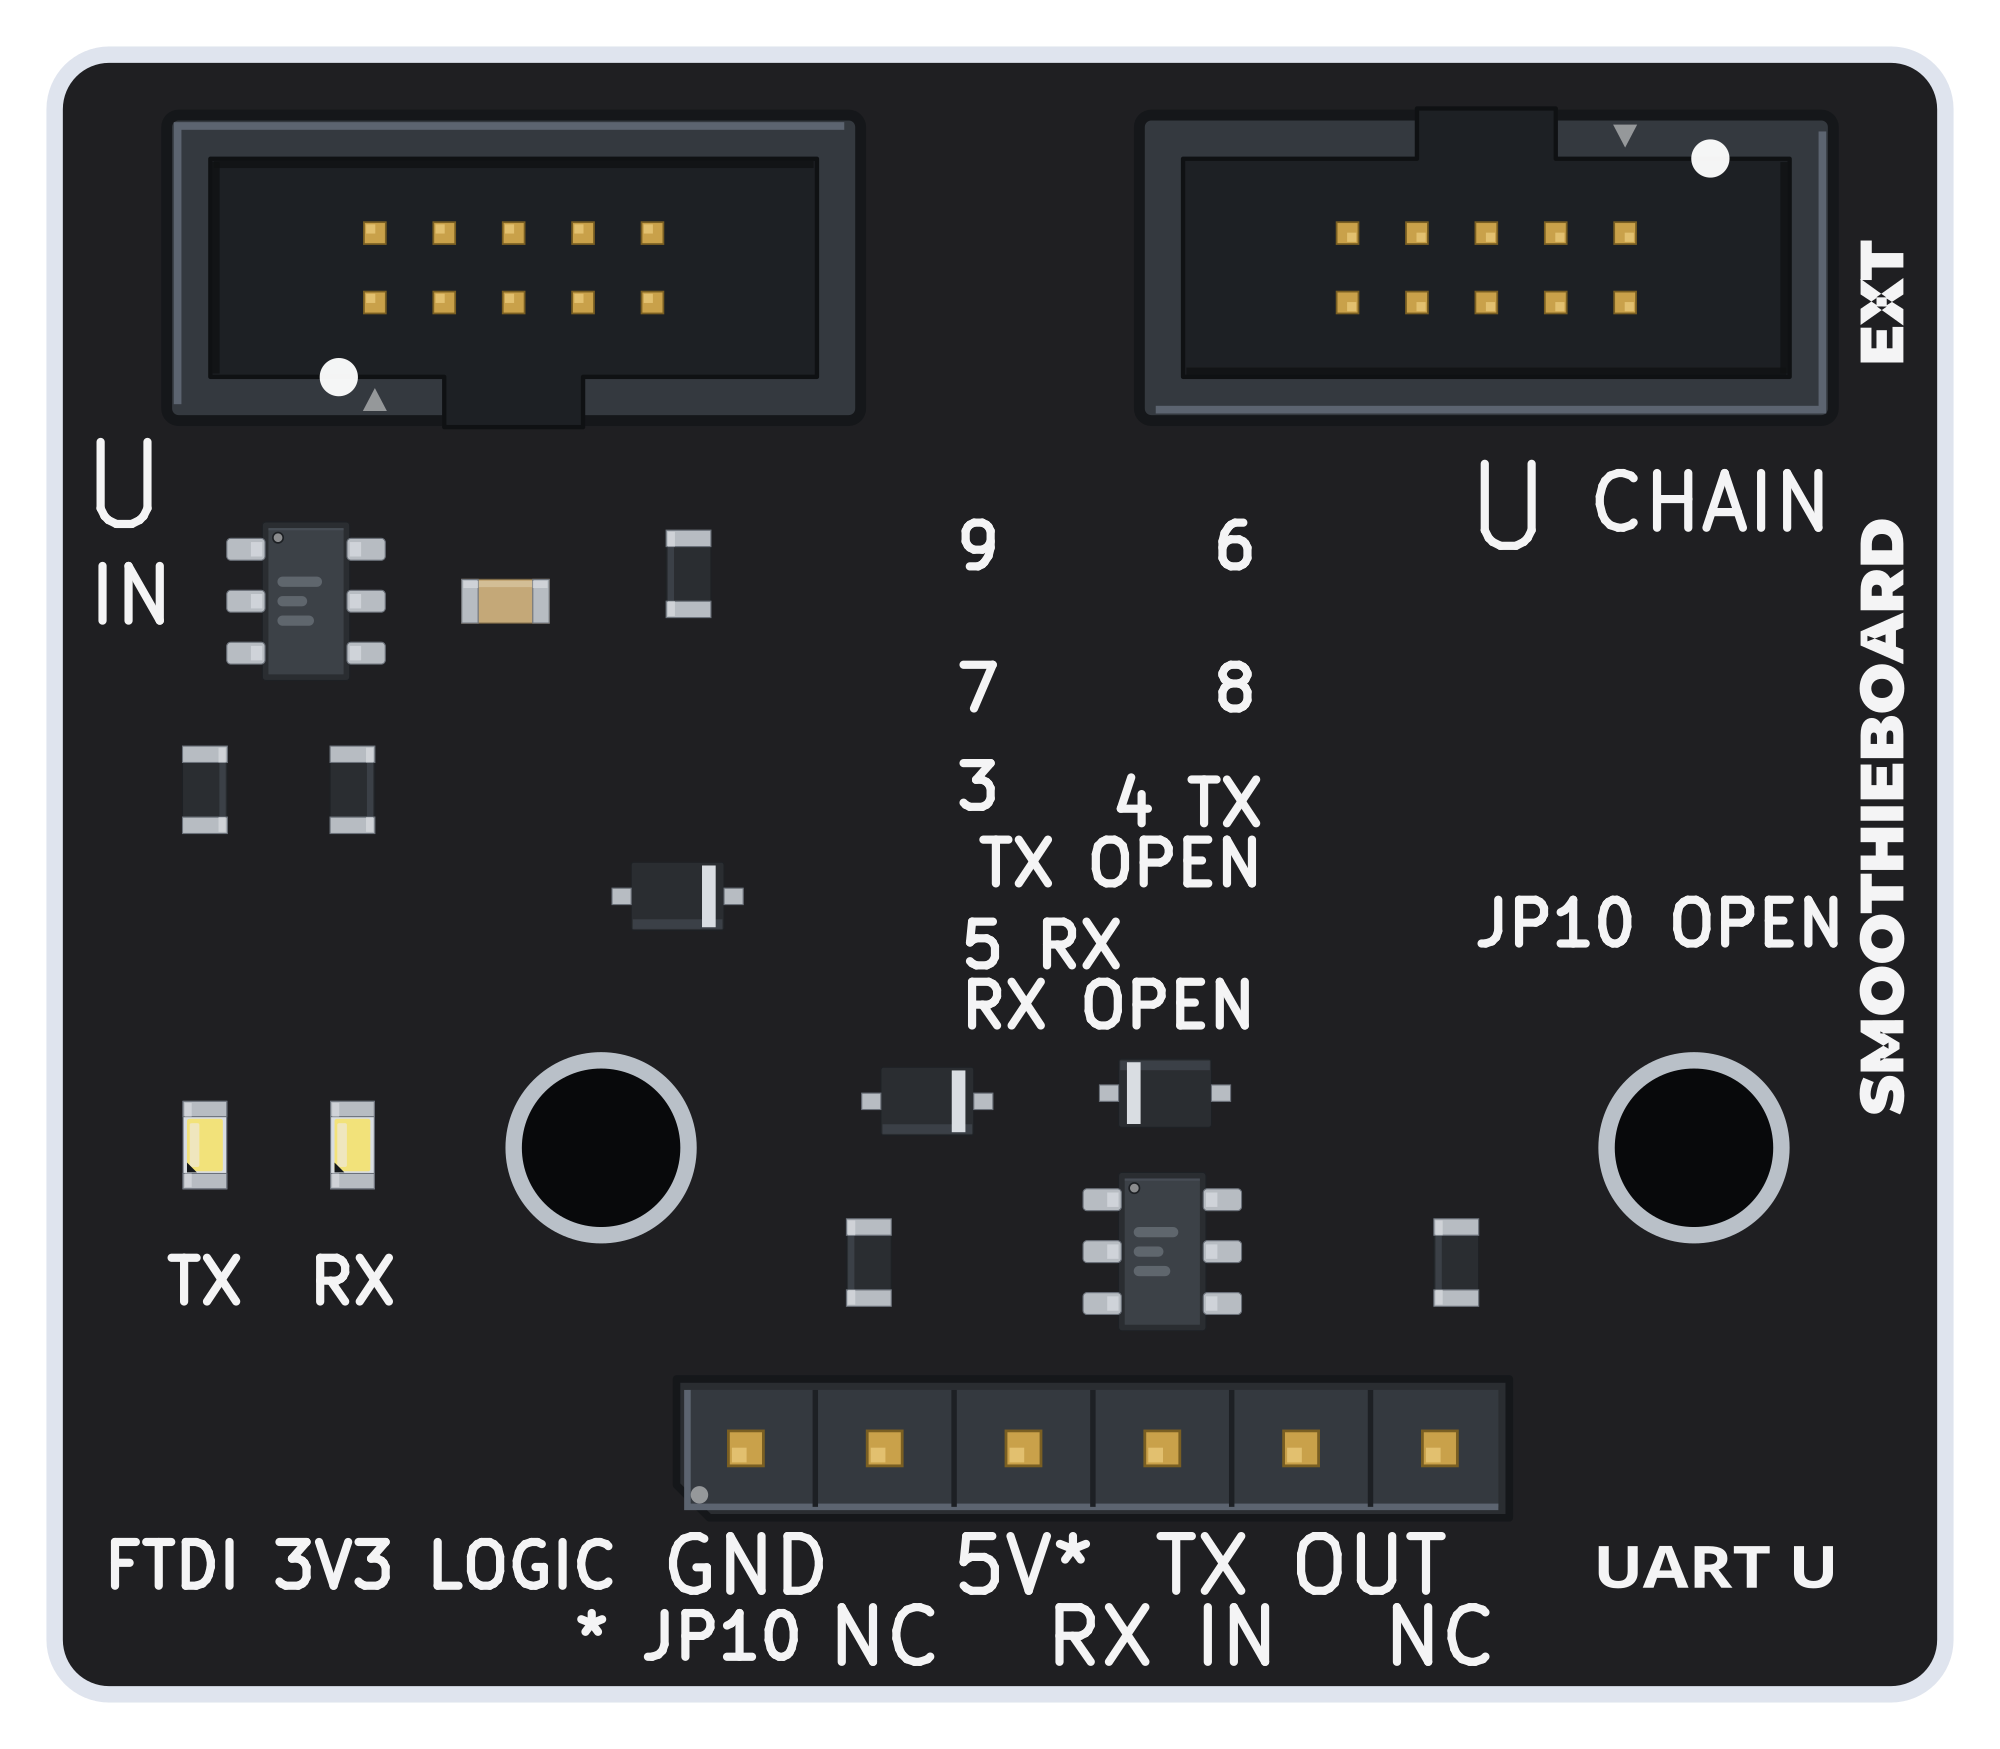 EXT
U
IN
U CHAIN
9 6
7 8
3
4 TX
TX OPEN
5 RX
RX OPEN
JP10 OPEN
SMOOTHIEBOARD
TX RX
FTDI 3V3 LOGIC GND 5V* TX OUT
UART U
* JP10 NC RX IN NC